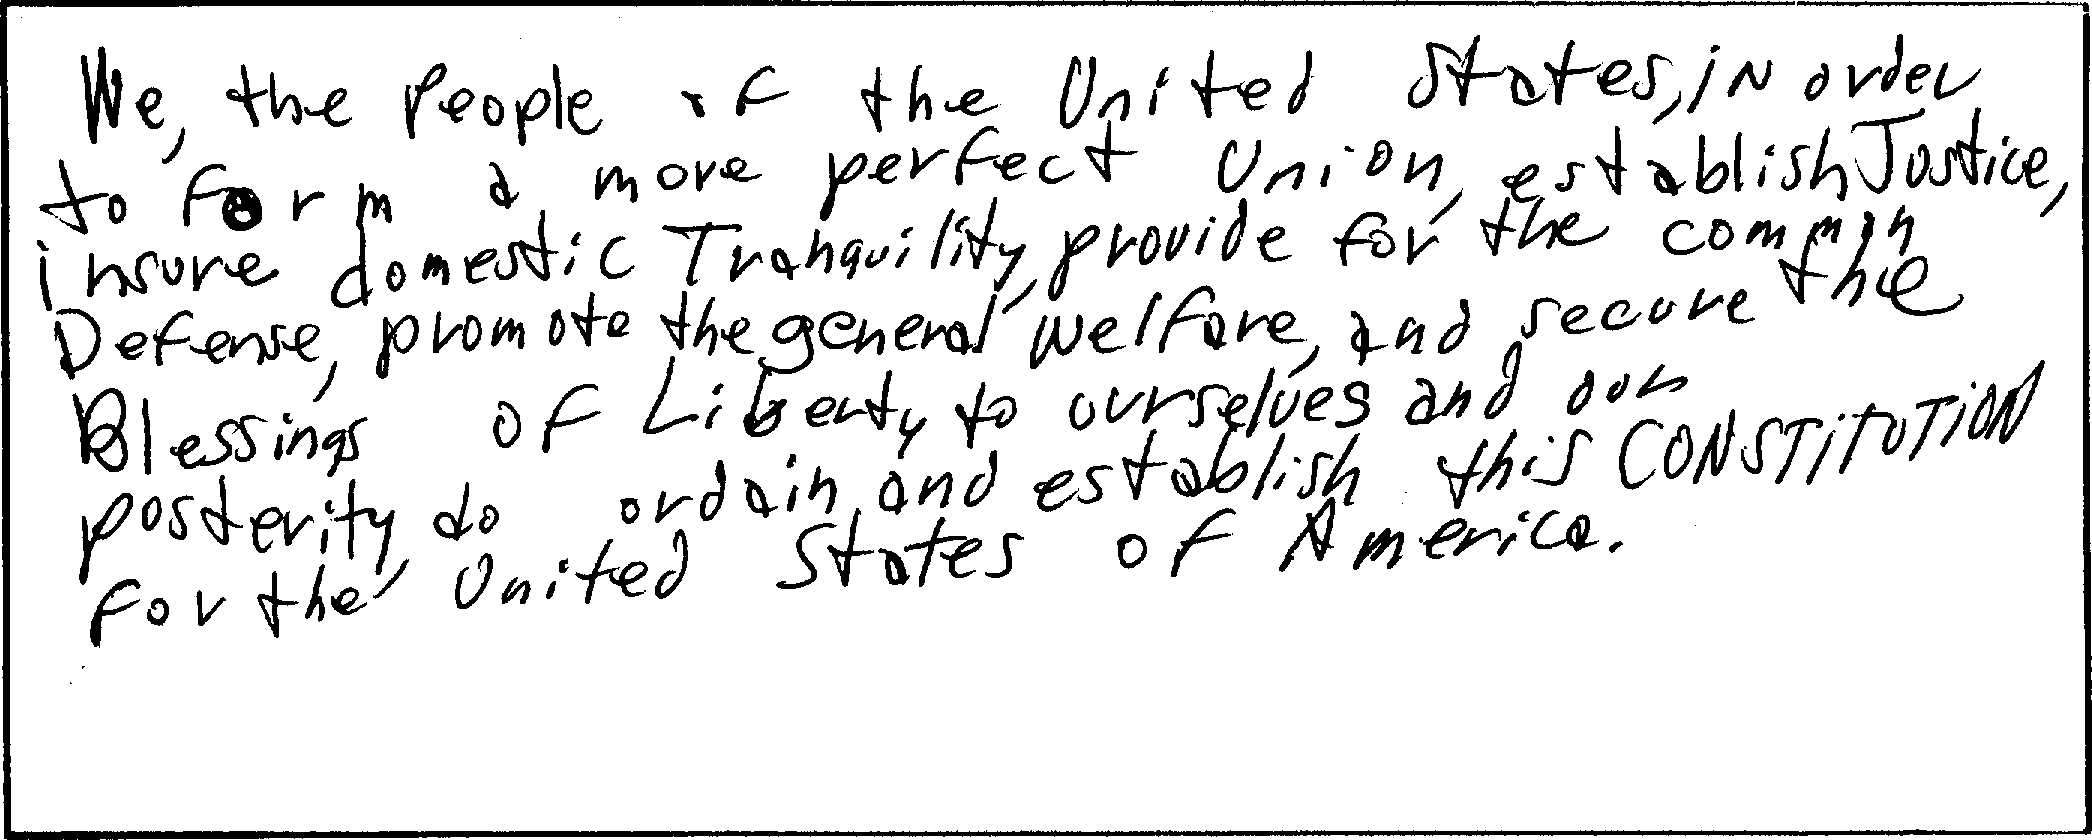 We, the People of the United States, in order
to form a more perfect Union, establish Justice,
insure domestic Tranquility, provide for the common
Defense, promote the general welfare, and secure the
Blessings of Liberty to ourselves and our
posterity, do ordain and establish this CONSTITUTION
for the United States of America.